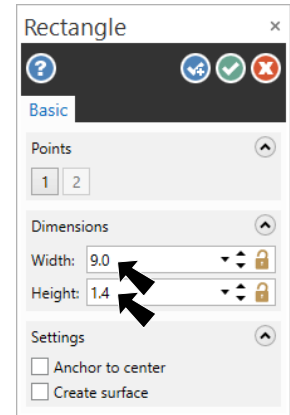 Rectangle ×
?
Basic
Points
1 2
Dimensions
Width: 9.0
Height: 1.4
Settings
Anchor to center
Create surface